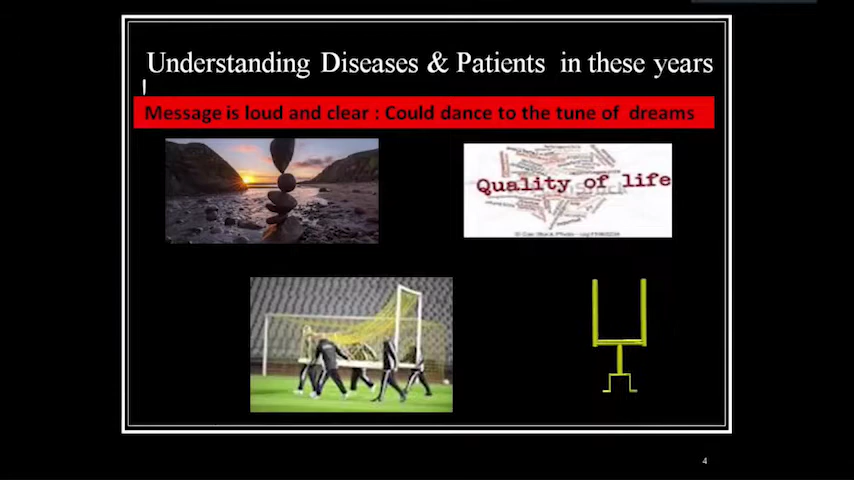 Understanding Diseases & Patients in these years
!
Message is loud and clear : Could dance to the tune of dreams
Quality of life
4